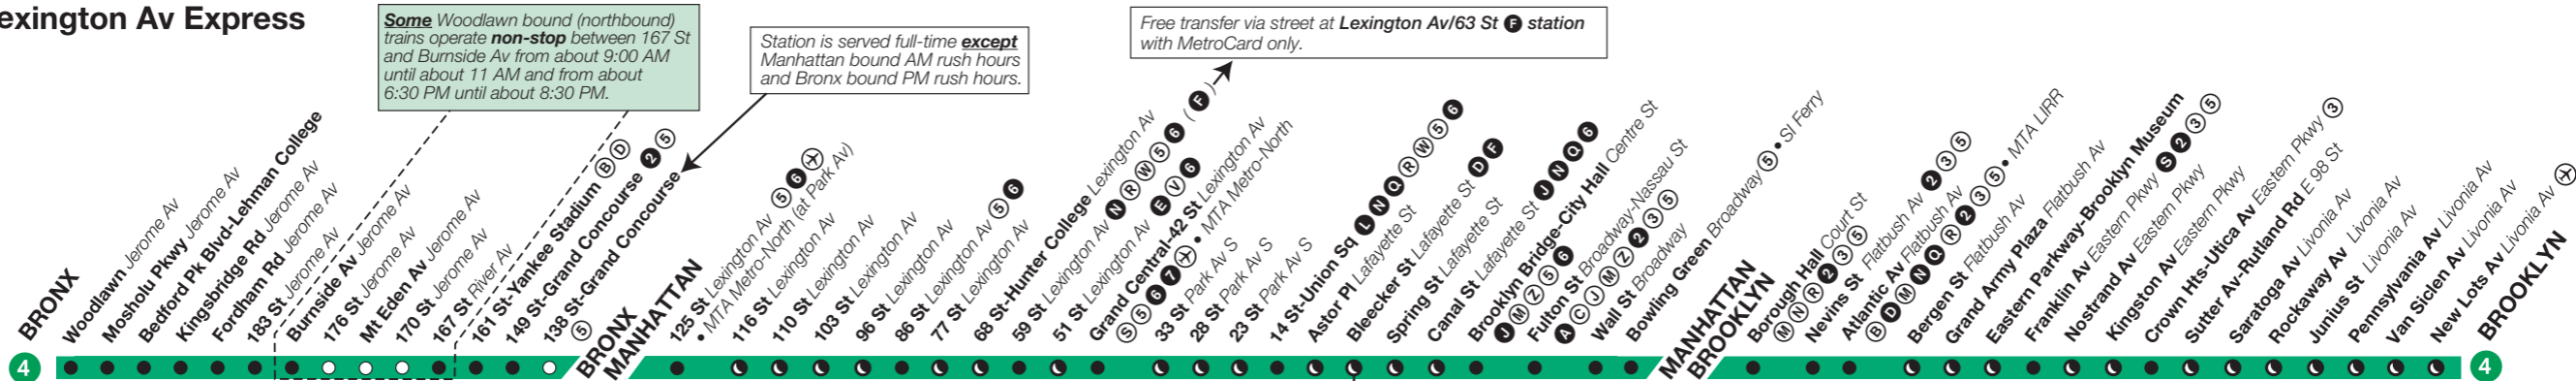 exington Av Express
Some Woodlawn bound (northbound)
trains operate non-stop between 167 St
and Burnside Av from about 9:00 AM
until about 11 AM and from about
6:30 PM until about 8:30 PM.
Station is served full-time except
Manhattan bound AM rush hours
and Bronx bound PM rush hours.
Free transfer via street at Lexington Av/63 St F station
with MetroCard only.
4
BRONX
Woodlawn Jerome Av
Mosholu Pkwy Jerome Av
Bedford Pk Blvd-Lehman College
Kingsbridge Rd Jerome Av
Fordham Rd Jerome Av
183 St Jerome Av
Burnside Av Jerome Av
176 St Jerome Av
Mt Eden Av Jerome Av
170 St Jerome Av
167 St River Av
161 St-Yankee Stadium B D
149 St-Grand Concourse 2 5
138 St-Grand Concourse
5
BRONX
MANHATTAN
125 St Lexington Av 5 6
• MTA Metro-North (at Park Av)
116 St Lexington Av
110 St Lexington Av
103 St Lexington Av
96 St Lexington Av
86 St Lexington Av 5 6
77 St Lexington Av
68 St-Hunter College Lexington Av
59 St Lexington Av N R W 5 6 ( F )
51 St Lexington Av E V 6
Grand Central-42 St Lexington Av
S 5 6 7 • MTA Metro-North
33 St Park Av S
28 St Park Av S
23 St Park Av S
14 St-Union Sq L N Q R W 5 6
Astor Pl Lafayette St
Bleecker St Lafayette St D F
Spring St Lafayette St
Canal St Lafayette St J N Q 6
Brooklyn Bridge-City Hall Centre St
J M Z 5 6
Fulton St Broadway-Nassau St
A C J M Z 2 3 5
Wall St Broadway
Bowling Green Broadway 5 • SI Ferry
MANHATTAN
BROOKLYN
Borough Hall Court St
M N R 2 3 5
Nevins St Flatbush Av 2 3 5
Atlantic Av Flatbush Av
B D M N Q R 2 3 5 • MTA LIRR
Bergen St Flatbush Av
Grand Army Plaza Flatbush Av
Eastern Parkway-Brooklyn Museum
Franklin Av Eastern Pkwy S 2 3 5
Nostrand Av Eastern Pkwy
Kingston Av Eastern Pkwy
Crown Hts-Utica Av Eastern Pkwy 3
Sutter Av-Rutland Rd E 98 St
Saratoga Av Livonia Av
Rockaway Av Livonia Av
Junius St Livonia Av
Pennsylvania Av Livonia Av
Van Siclen Av Livonia Av
New Lots Av Livonia Av
BROOKLYN
4